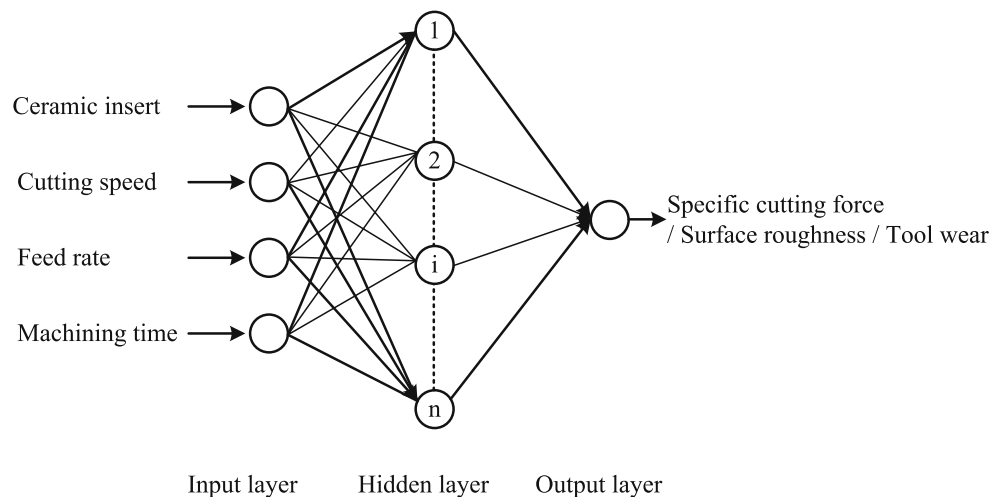 1
Ceramic insert
2
Cutting speed
Specific cutting force
/ Surface roughness / Tool wear
Feed rate
i
Machining time
n
Input layer
Hidden layer
Output layer